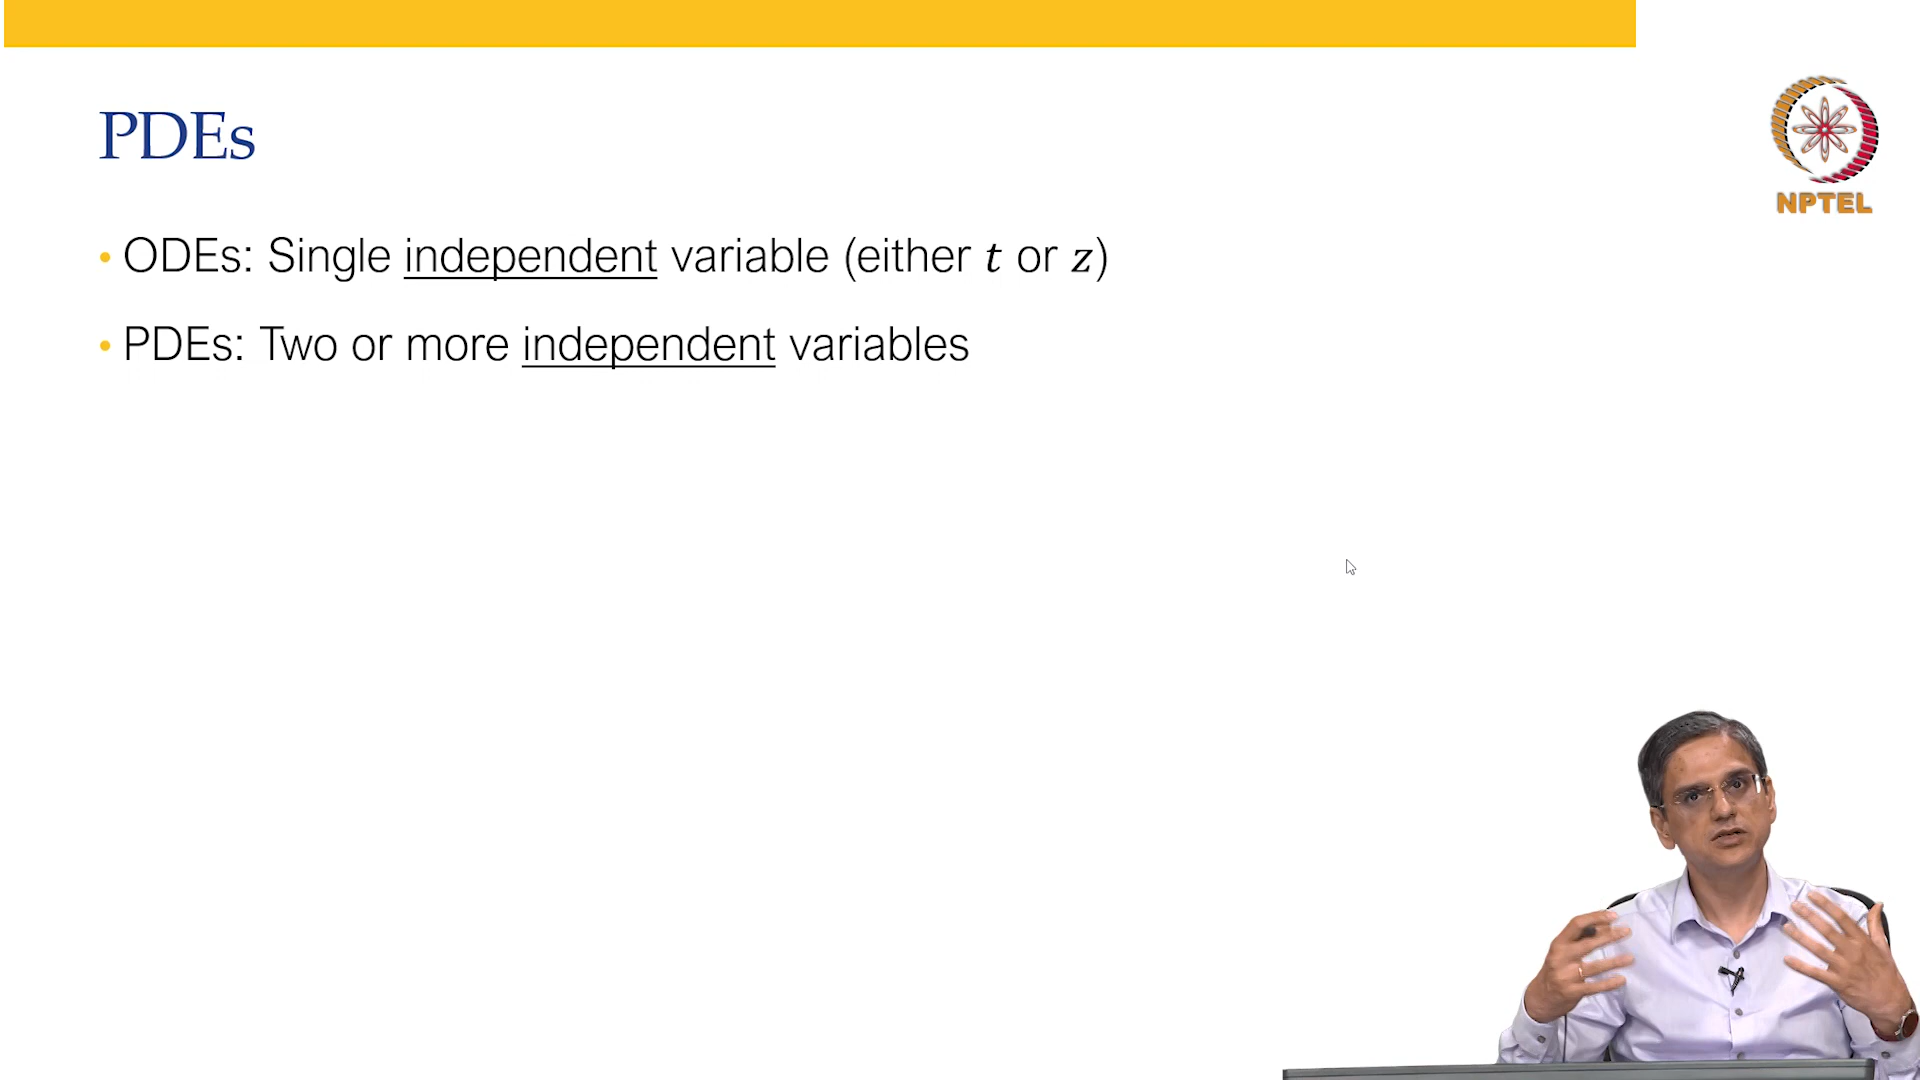 PDEs
NPTEL
• ODEs: Single independent variable (either t or z)
• PDEs: Two or more independent variables